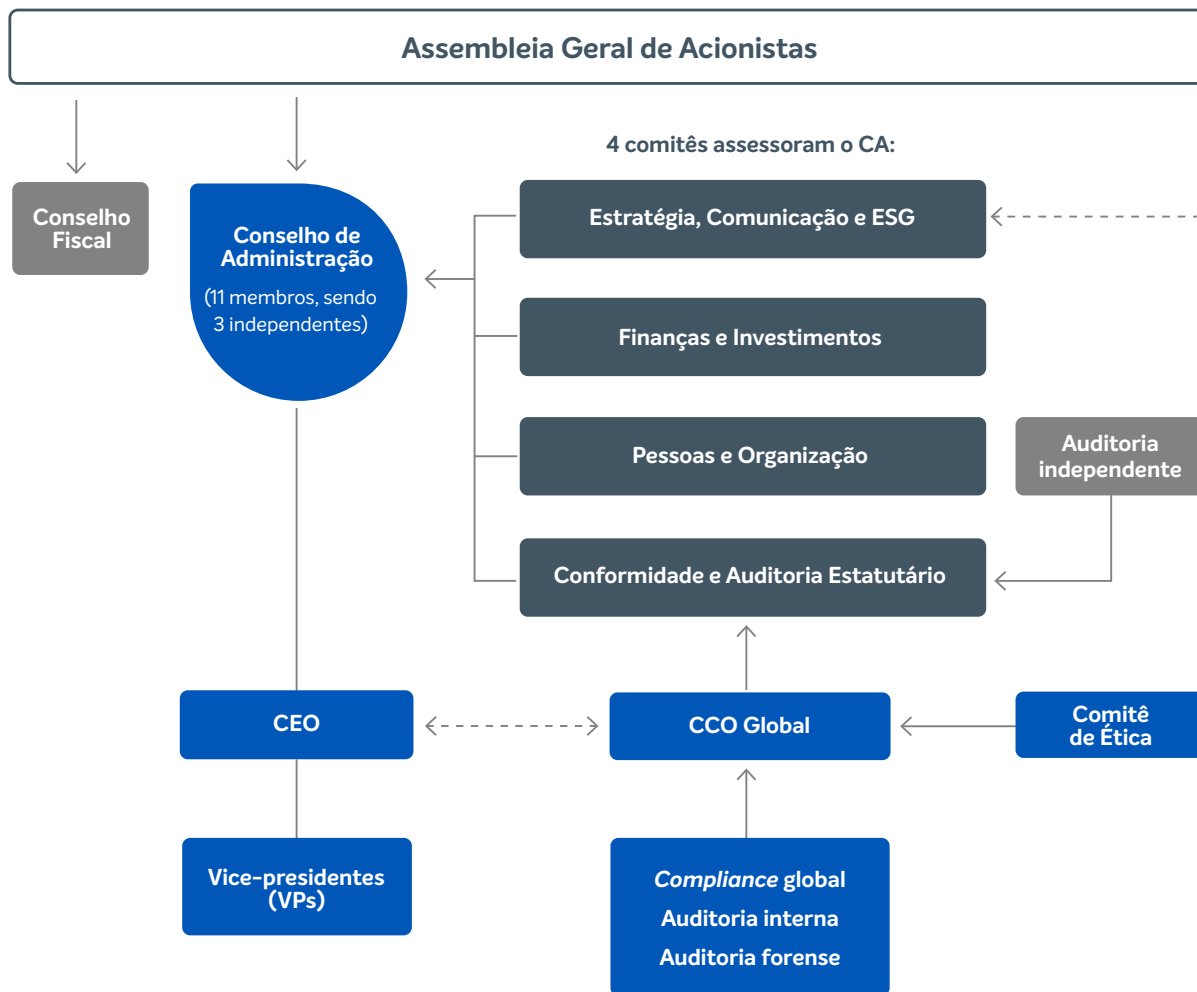 Assembleia Geral de Acionistas
4 comitês assessoram o CA:
Conselho
Fiscal
Conselho de
Administração
(11 membros, sendo
3 independentes)
Estratégia, Comunicação e ESG
Finanças e Investimentos
Pessoas e Organização
Auditoria
independente
Conformidade e Auditoria Estatutário
CEO
CCO Global
Comitê
de Ética
Vice-presidentes
(VPs)
Compliance global
Auditoria interna
Auditoria forense